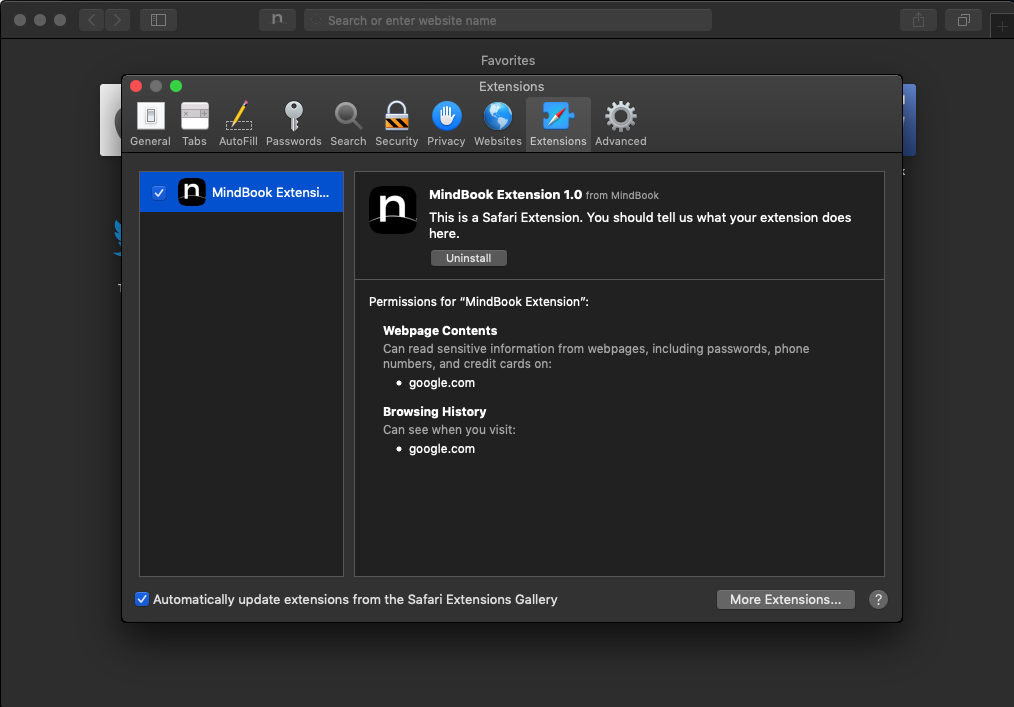 n
Search or enter website name
Favorites
Extensions
General
Tabs
AutoFill
Passwords
Search
Security
Privacy
Websites
Extensions
Advanced
n
MindBook Extensi...
n
MindBook Extension 1.0 from MindBook
This is a Safari Extension. You should tell us what your extension does
here.
Uninstall
Permissions for “MindBook Extension”:
Webpage Contents
Can read sensitive information from webpages, including passwords, phone
numbers, and credit cards on:
• google.com
Browsing History
Can see when you visit:
• google.com
Automatically update extensions from the Safari Extensions Gallery
More Extensions...
?